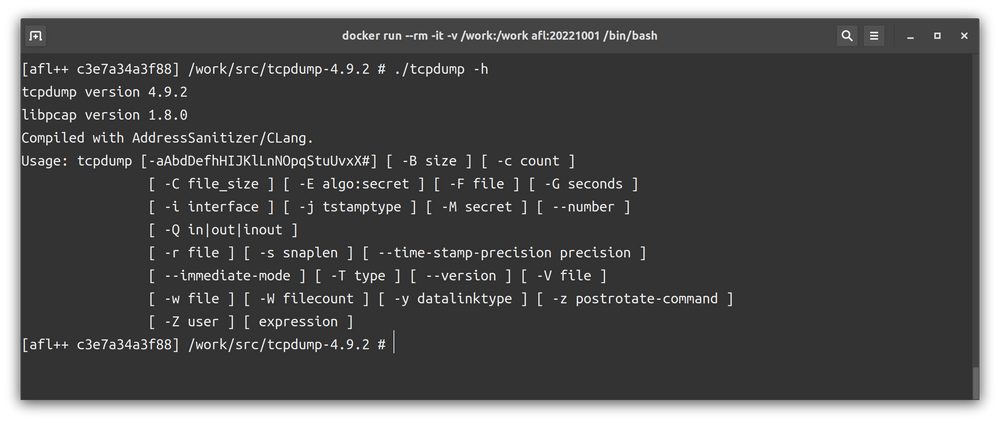 docker run --rm -it -v /work:/work afl:20221001 /bin/bash
[afl++ c3e7a34a3f88] /work/src/tcpdump-4.9.2 # ./tcpdump -h
tcpdump version 4.9.2
libpcap version 1.8.0
Compiled with AddressSanitizer/CLang.
Usage: tcpdump [-aAbdDefhHIJKlLnNOpqStuUvxX#] [ -B size ] [ -c count ]
[ -C file_size ] [ -E algo:secret ] [ -F file ] [ -G seconds ]
[ -i interface ] [ -j tstamptype ] [ -M secret ] [ --number ]
[ -Q in|out|inout ]
[ -r file ] [ -s snaplen ] [ --time-stamp-precision precision ]
[ --immediate-mode ] [ -T type ] [ --version ] [ -V file ]
[ -w file ] [ -W filecount ] [ -y datalinktype ] [ -z postrotate-command ]
[ -Z user ] [ expression ]
[afl++ c3e7a34a3f88] /work/src/tcpdump-4.9.2 #